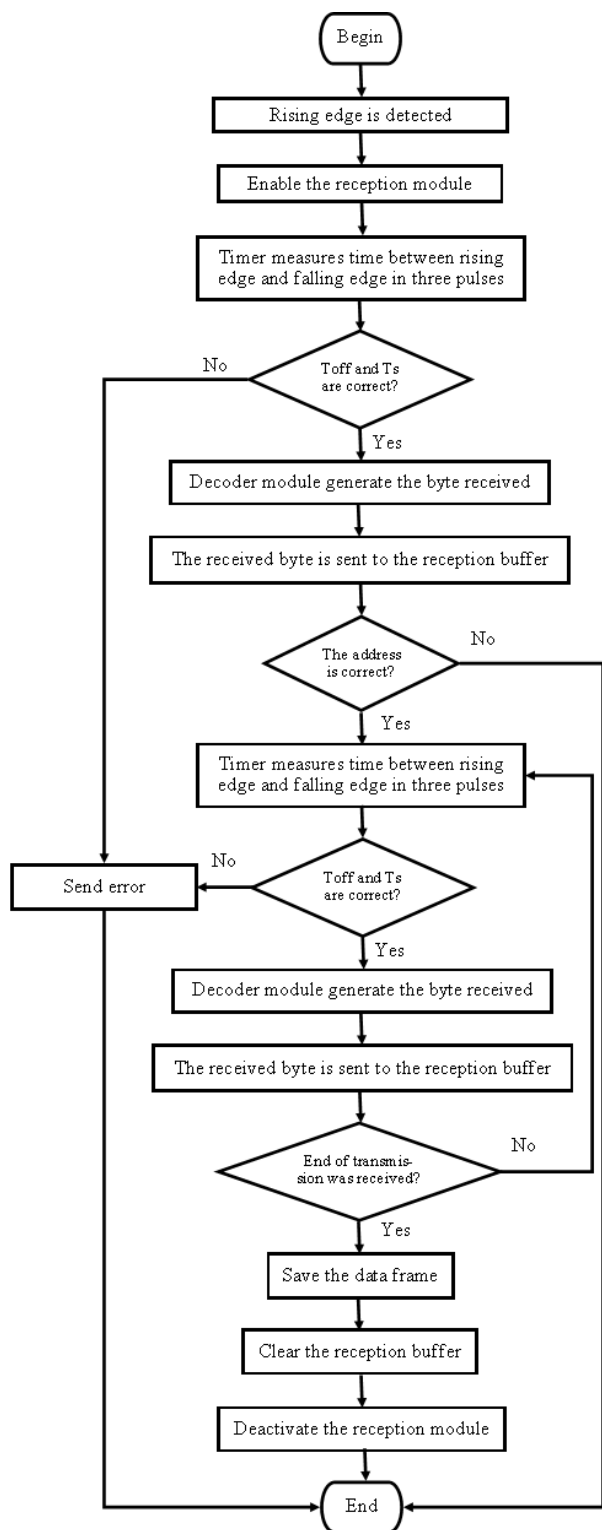 Begin
Rising edge is detected
Enable the reception module
Timer measures time between rising
edge and falling edge in three pulses
No
Toff and Ts
are correct?
Yes
Decoder module generate the byte received
The received byte is sent to the reception buffer
No
The address
is correct?
Yes
Timer measures time between rising
edge and falling edge in three pulses
No
Send error
Toff and Ts
are correct?
Yes
Decoder module generate the byte received
The received byte is sent to the reception buffer
No
End of transmis-
sion was received?
Yes
Save the data frame
Clear the reception buffer
Deactivate the reception module
End